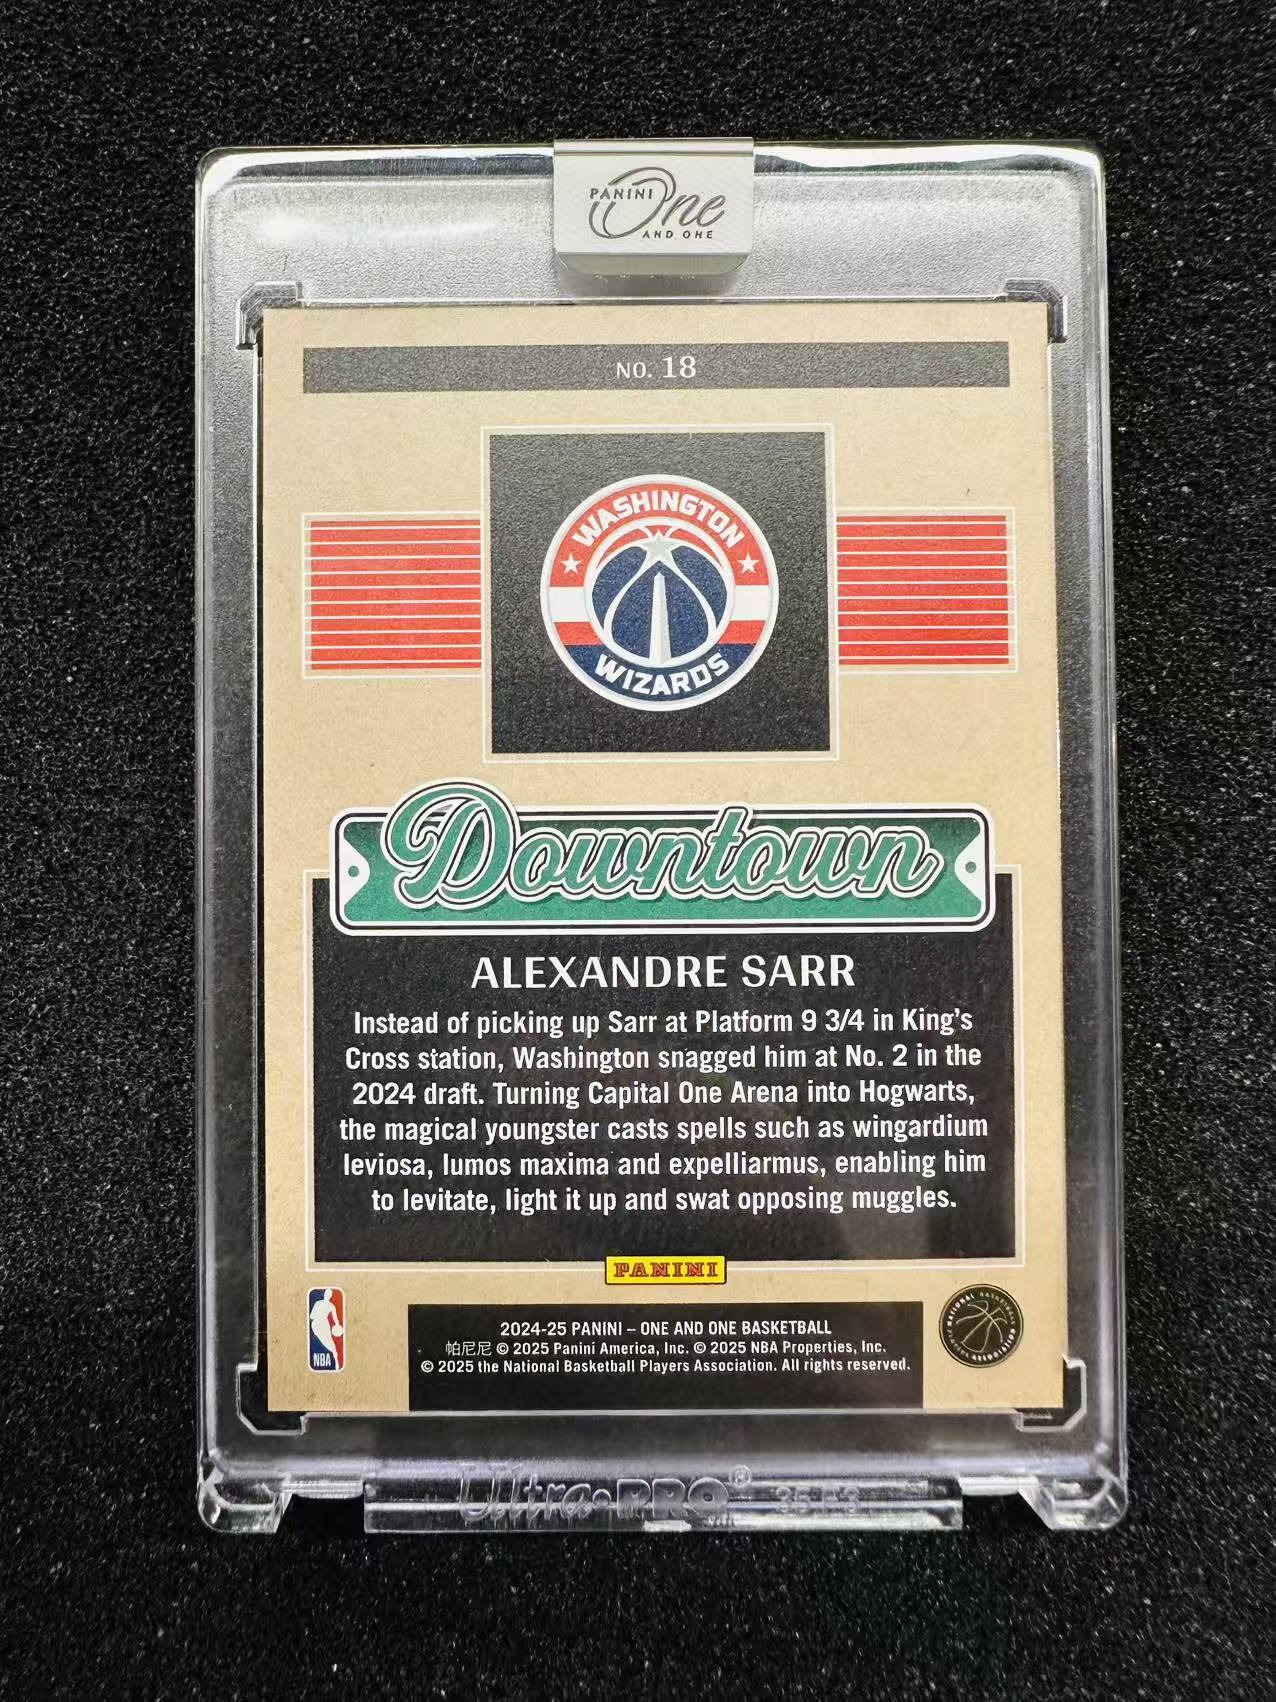 PANINI One
AND ONE
NO. 18
WASHINGTON
WIZARDS
Downtown
ALEXANDRE SARR
Instead of picking up Sarr at Platform 9 3/4 in King's
Cross station, Washington snagged him at No. 2 in the
2024 draft. Turning Capital One Arena into Hogwarts,
the magical youngster casts spells such as wingardium
leviosa, lumos maxima and expelliarmus, enabling him
to levitate, light it up and swat opposing muggles.
PANINI
NBA
2024-25 PANINI – ONE AND ONE BASKETBALL
帕尼尼 © 2025 Panini America, Inc. © 2025 NBA Properties, Inc.
© 2025 the National Basketball Players Association. All rights reserved.
NATIONAL BASKETBALL
PLAYERS ASSOCIATION
Ultra•PRO®